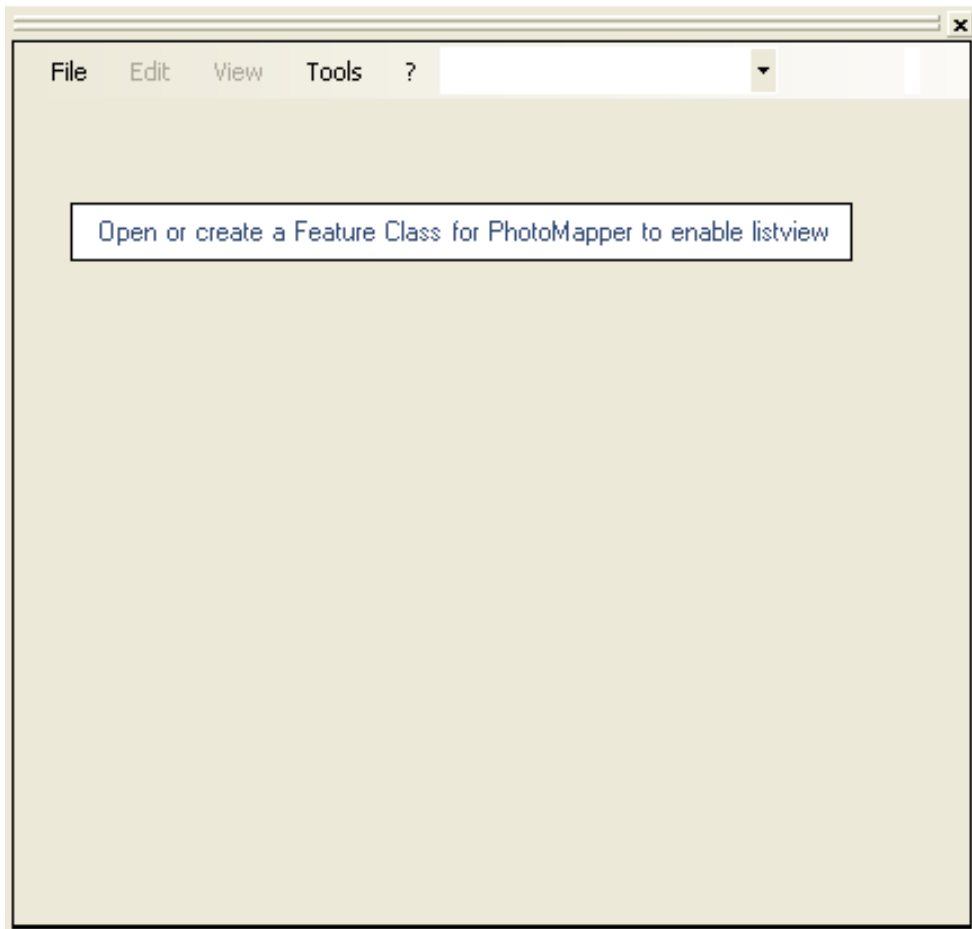 File Edit View Tools ?
Open or create a Feature Class for PhotoMapper to enable listview